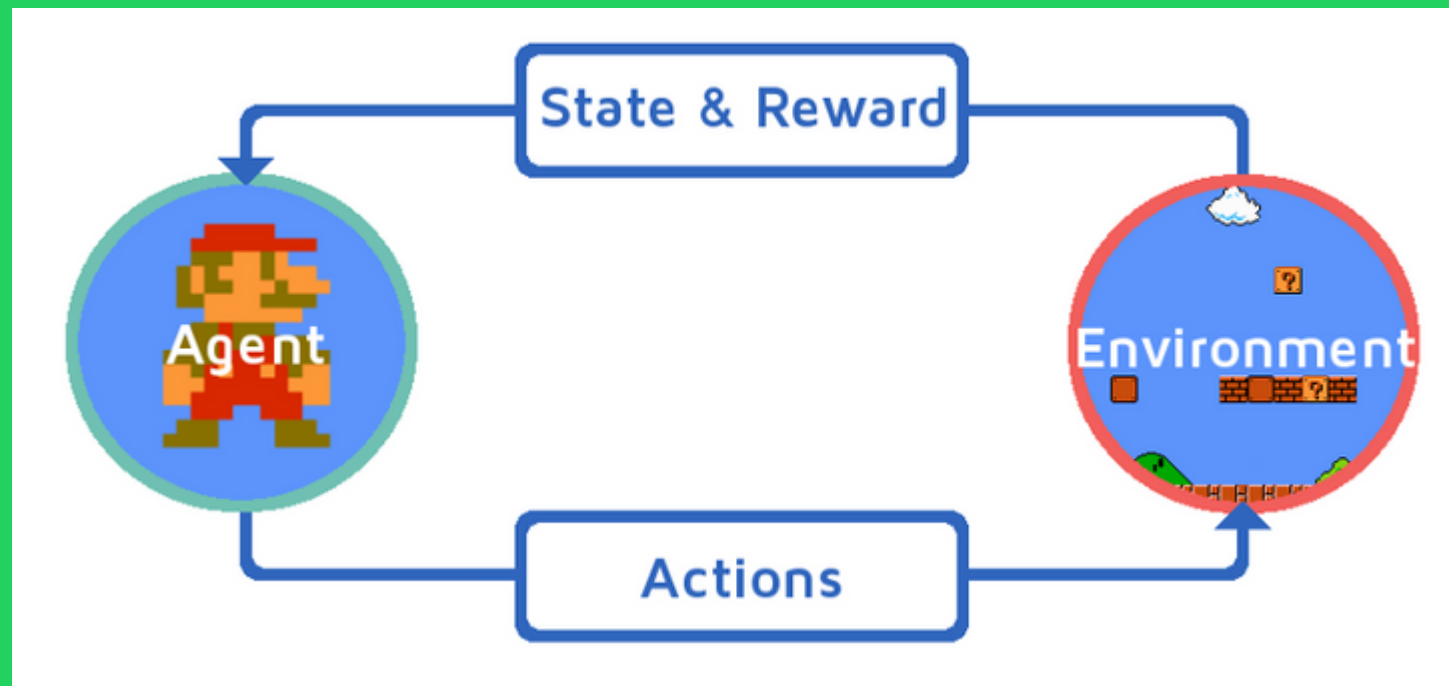 State & Reward
Agent
Environment
?
?
Actions